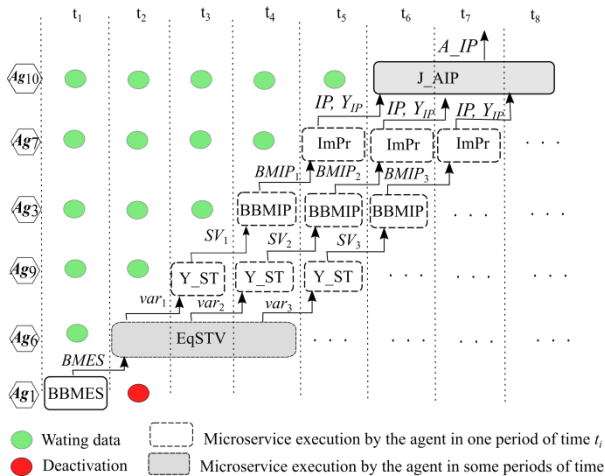 t1 t2 t3 t4 t5 t6 t7 t8
A_IP
Ag10 J_AIP
IP, YIP IP, YIP IP, YIP
Ag7 ImPr ImPr ImPr . . .
BMIP1 BMIP2 BMIP3
Ag3 BBMIP BBMIP BBMIP . . . . . .
SV1 SV2 SV3
Ag9 Y_ST Y_ST Y_ST . . . . . . . . .
var1 var2 var3
Ag6 EqSTV . . . . . . . . . . . .
BMES
Ag1 BBMES
Wating data Microservice execution by the agent in one period of time ti
Deactivation Microservice execution by the agent in some periods of time